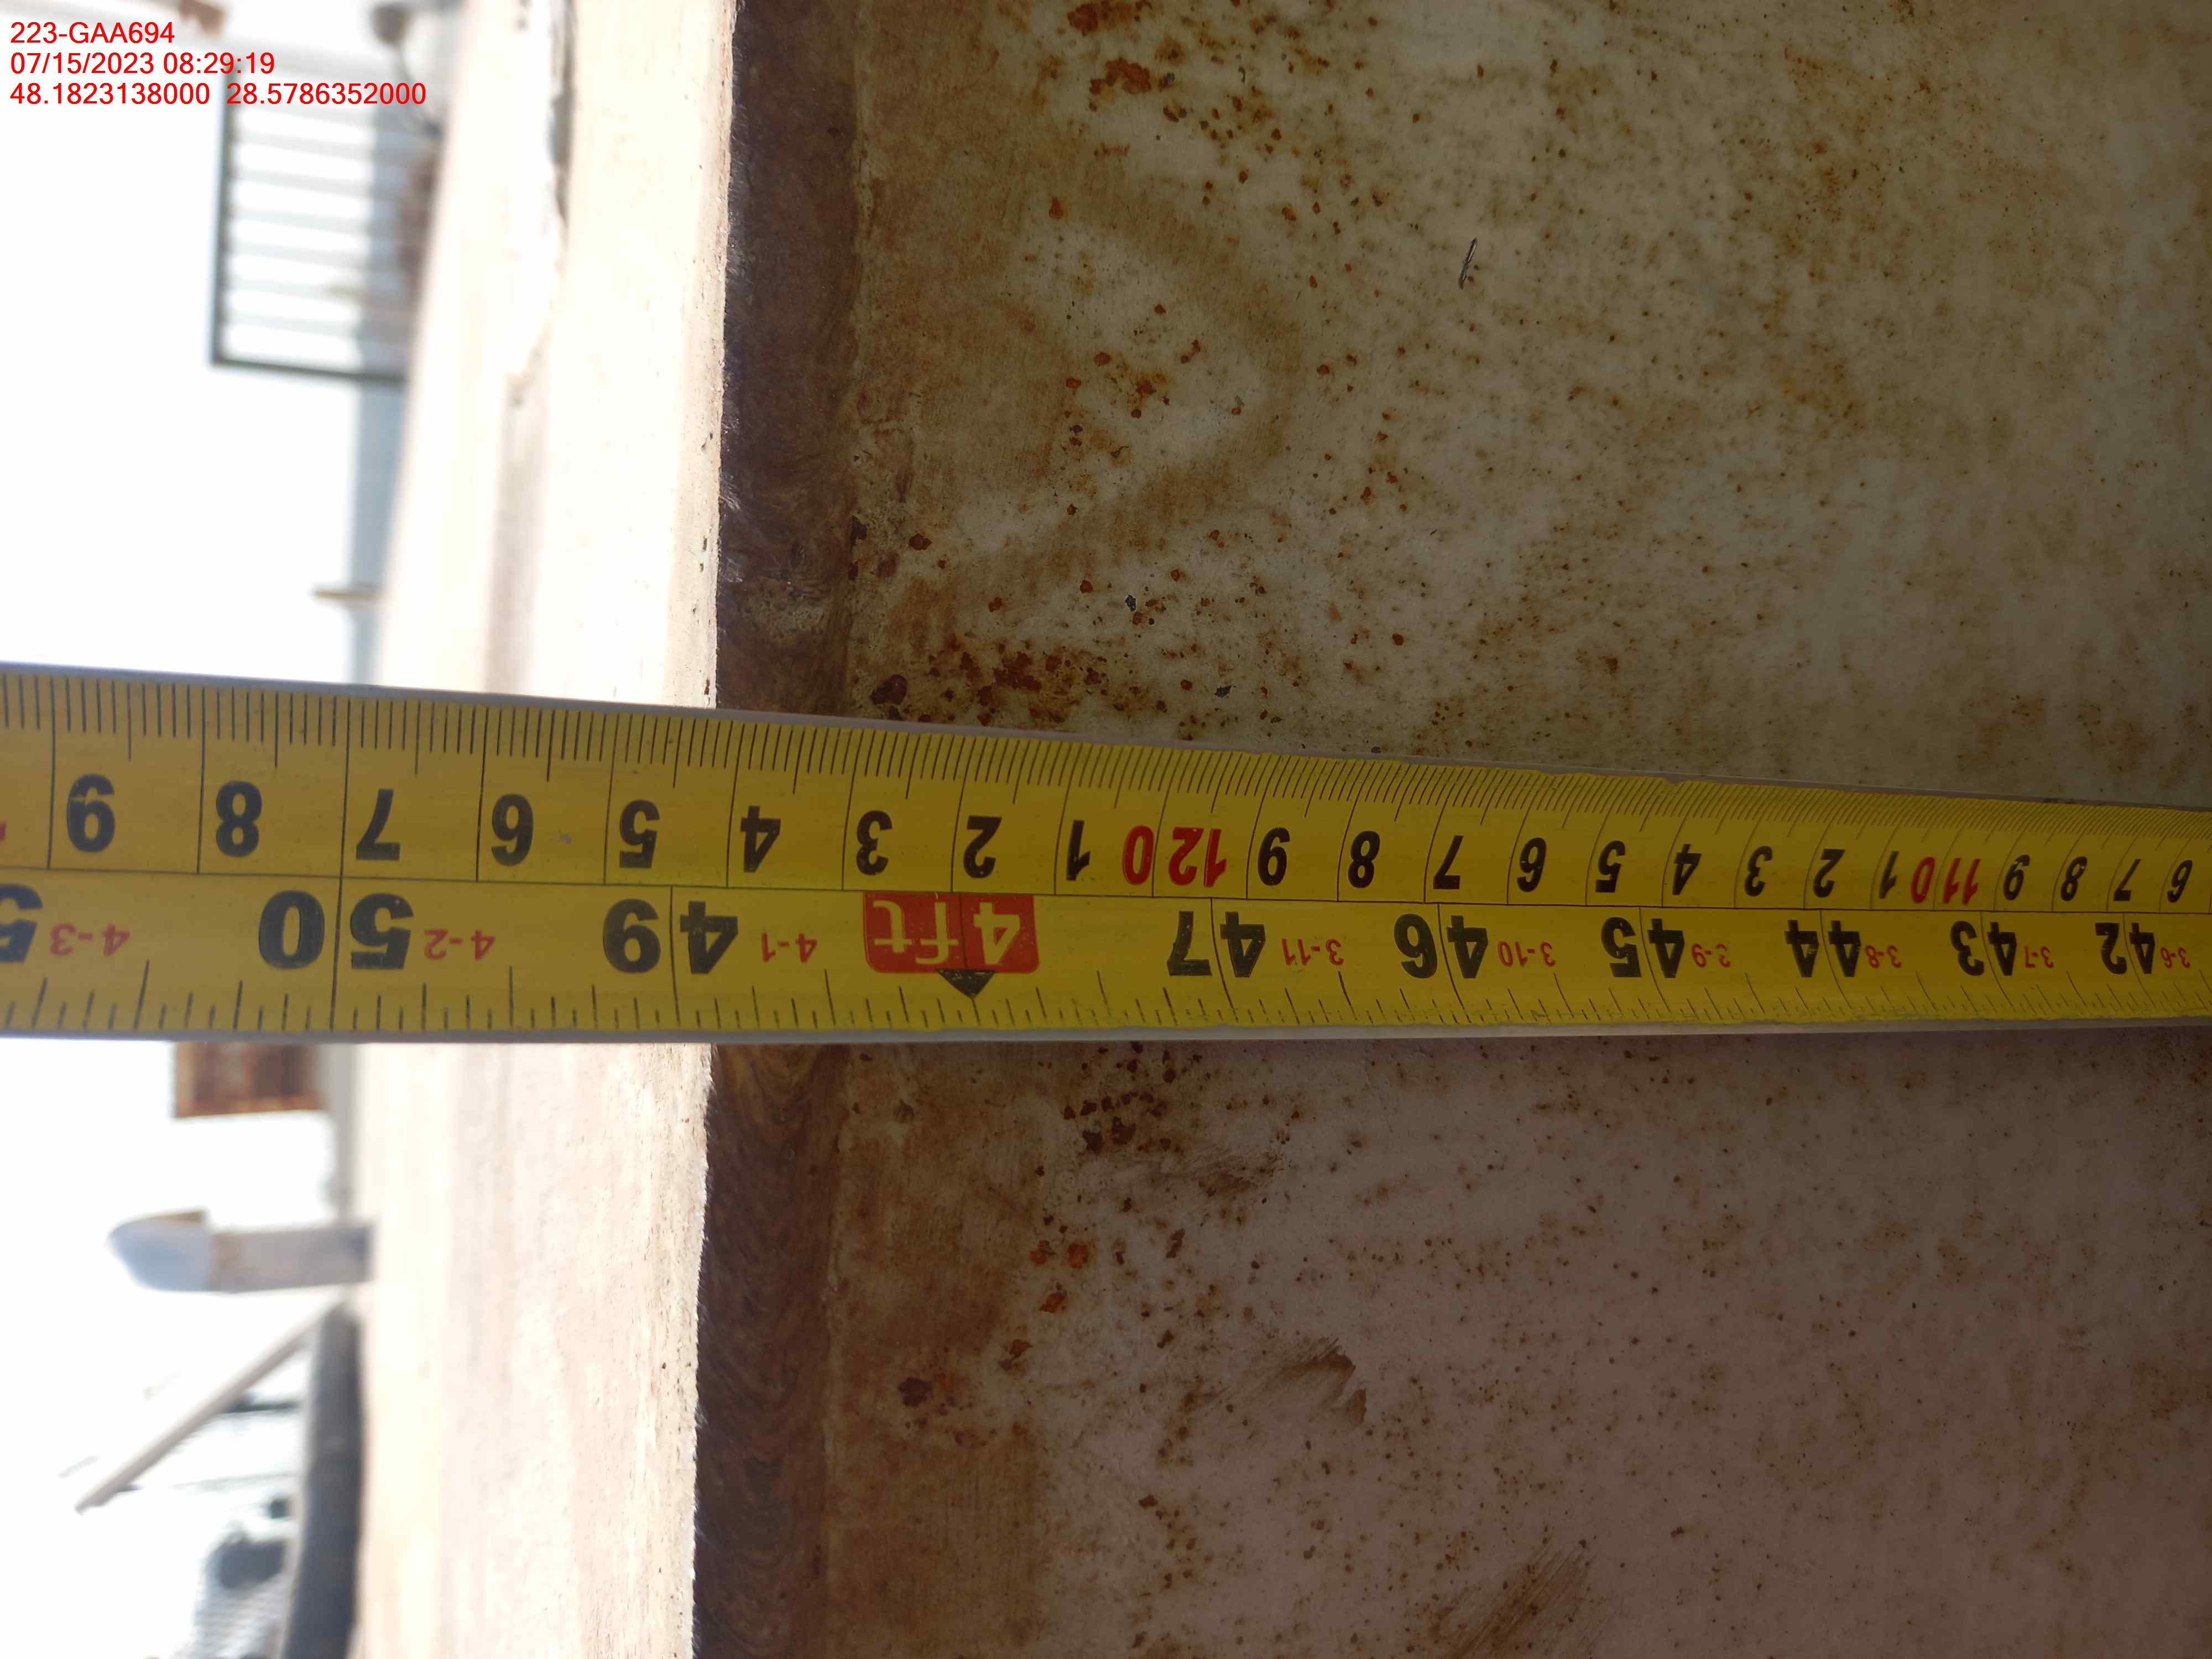 223-GAA694
07/15/2023 08:29:19
48.1823138000 28.5786352000
6 7 8 9 110 1 2 3 4 5 6 7 8 9 120 1 2 3 4 5 6 7 8 9
3-6 42 3-7 43 3-8 44 3-9 45 3-10 46 3-11 47 4ft 4-1 49 4-2 50 4-3